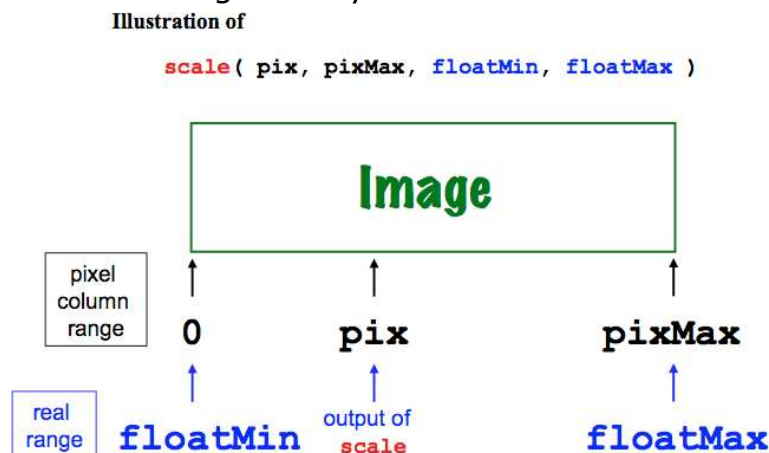 Illustration of
scale( pix, pixMax, floatMin, floatMax )
Image
pixel
column
range
0 pix pixMax
real
range
floatMin output of
scale floatMax